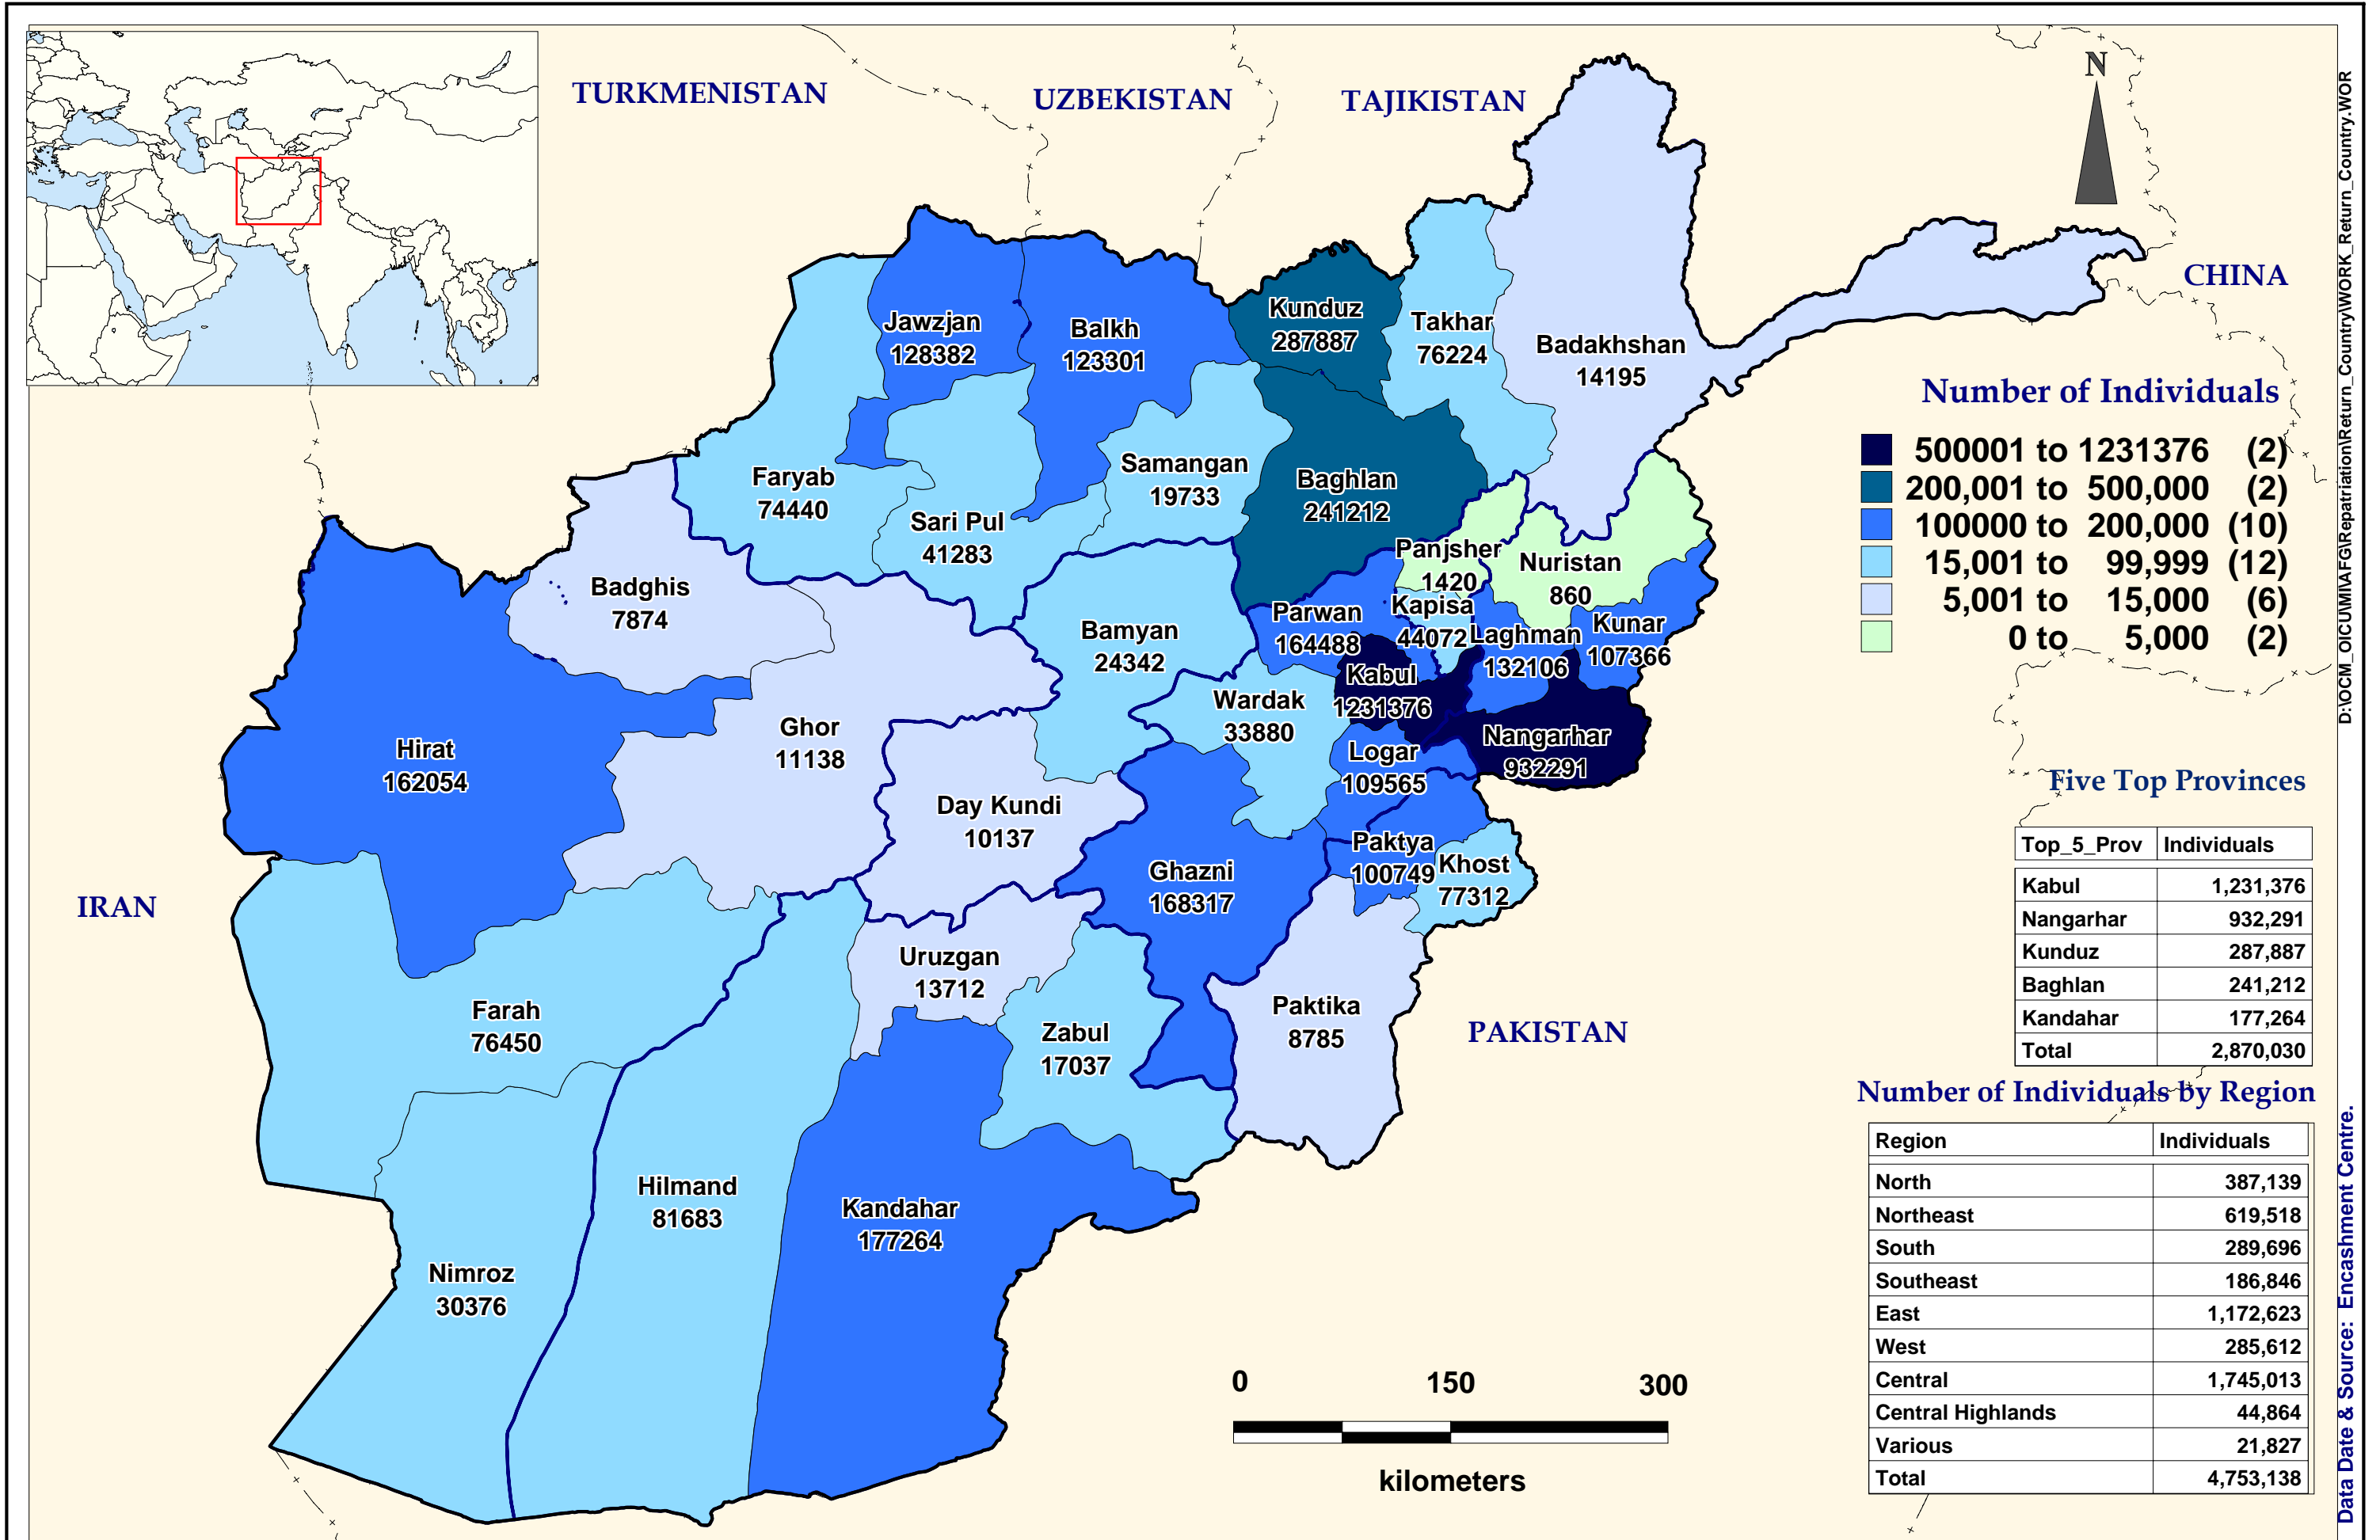 TURKMENISTAN
UZBEKISTAN
TAJIKISTAN
N
CHINA
IRAN
PAKISTAN
Jawzjan
128382
Balkh
123301
Kunduz
287887
Takhar
76224
Badakhshan
14195
Faryab
74440
Sari Pul
41283
Samangan
19733
Baghlan
241212
Badghis
7874
Bamyan
24342
Panjsher
1420
Nuristan
860
Parwan
164488
Kapisa
44072
Laghman
132106
Kunar
107366
Kabul
1231376
Wardak
33880
Nangarhar
932291
Logar
109565
Hirat
162054
Ghor
11138
Day Kundi
10137
Ghazni
168317
Paktya
100749
Khost
77312
Uruzgan
13712
Farah
76450
Zabul
17037
Paktika
8785
Hilmand
81683
Kandahar
177264
Nimroz
30376
0 150 300
kilometers
Number of Individuals
500001 to 1231376 (2)
200,001 to 500,000 (2)
100000 to 200,000 (10)
15,001 to 99,999 (12)
5,001 to 15,000 (6)
0 to 5,000 (2)
Five Top Provinces
Top_5_Prov Individuals
Kabul 1,231,376
Nangarhar 932,291
Kunduz 287,887
Baghlan 241,212
Kandahar 177,264
Total 2,870,030
Number of Individuals by Region
Region Individuals
North 387,139
Northeast 619,518
South 289,696
Southeast 186,846
East 1,172,623
West 285,612
Central 1,745,013
Central Highlands 44,864
Various 21,827
Total 4,753,138
D:\OCM_OICU\MIAFG\Repatriation\Return_Country\WORK_Return_Country.WOR
Data Date & Source: Encashment Centre.